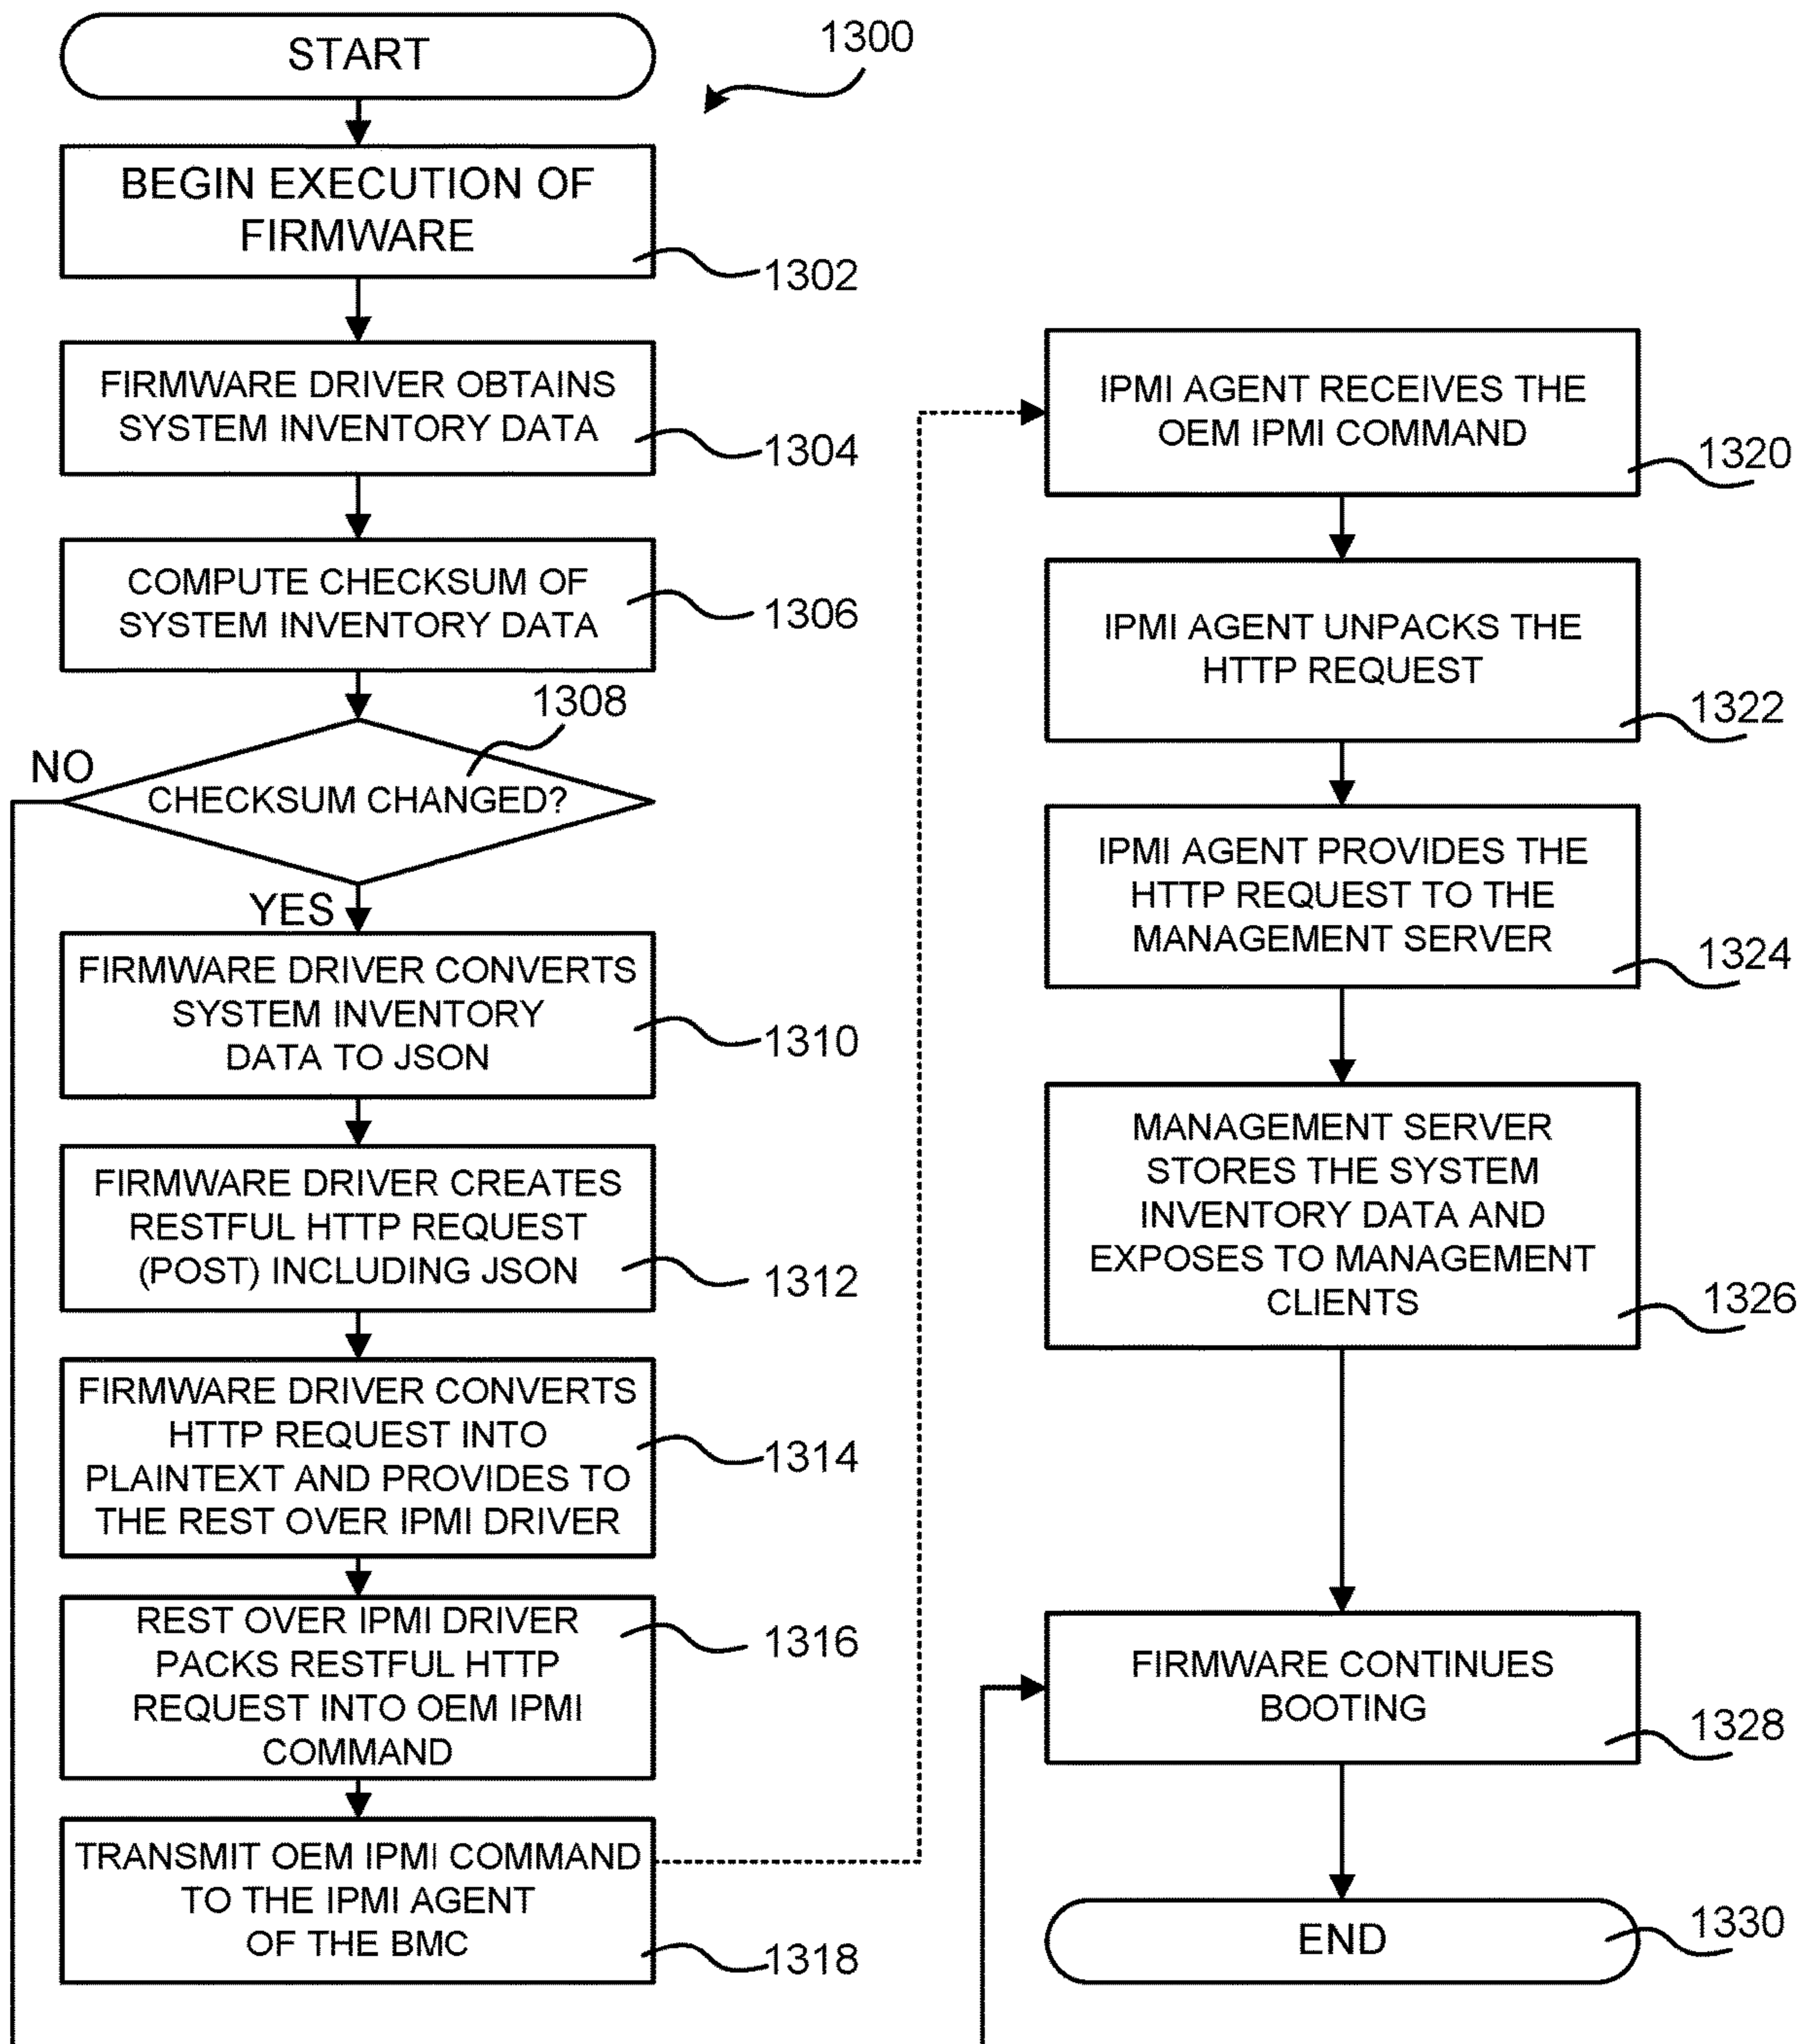 START
1300
BEGIN EXECUTION OF
FIRMWARE
1302
FIRMWARE DRIVER OBTAINS
SYSTEM INVENTORY DATA
1304
COMPUTE CHECKSUM OF
SYSTEM INVENTORY DATA
1306
1308
NO
CHECKSUM CHANGED?
YES
FIRMWARE DRIVER CONVERTS
SYSTEM INVENTORY
DATA TO JSON
1310
FIRMWARE DRIVER CREATES
RESTFUL HTTP REQUEST
(POST) INCLUDING JSON
1312
FIRMWARE DRIVER CONVERTS
HTTP REQUEST INTO
PLAINTEXT AND PROVIDES TO
THE REST OVER IPMI DRIVER
1314
REST OVER IPMI DRIVER
PACKS RESTFUL HTTP
REQUEST INTO OEM IPMI
COMMAND
1316
TRANSMIT OEM IPMI COMMAND
TO THE IPMI AGENT
OF THE BMC
1318
IPMI AGENT RECEIVES THE
OEM IPMI COMMAND
1320
IPMI AGENT UNPACKS THE
HTTP REQUEST
1322
IPMI AGENT PROVIDES THE
HTTP REQUEST TO THE
MANAGEMENT SERVER
1324
MANAGEMENT SERVER
STORES THE SYSTEM
INVENTORY DATA AND
EXPOSES TO MANAGEMENT
CLIENTS
1326
FIRMWARE CONTINUES
BOOTING
1328
END
1330